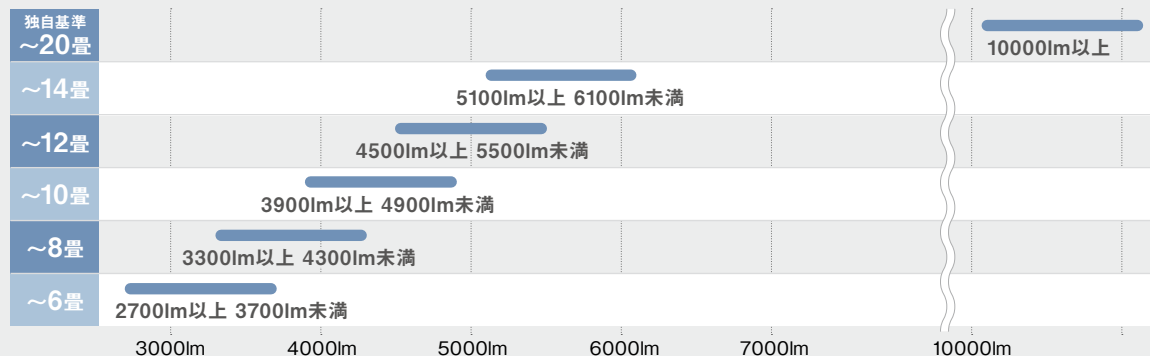 独自基準
～20畳
10000lm以上
～14畳
5100lm以上 6100lm未満
～12畳
4500lm以上 5500lm未満
～10畳
3900lm以上 4900lm未満
～8畳
3300lm以上 4300lm未満
～6畳
2700lm以上 3700lm未満
3000lm 4000lm 5000lm 6000lm 7000lm 10000lm